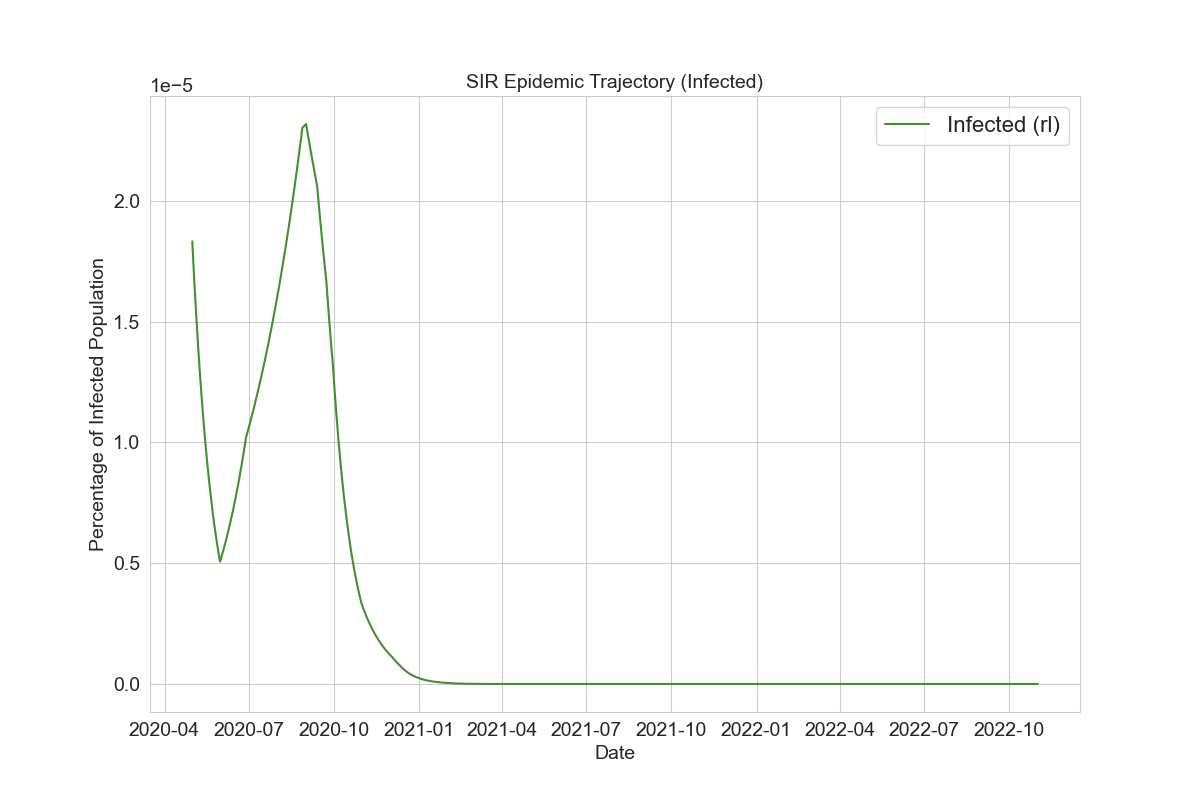 SIR Epidemic Trajectory (Infected)
1e−5
Infected (rl)
2.0
1.5
1.0
0.5
0.0
Percentage of Infected Population
2020-04 2020-07 2020-10 2021-01 2021-04 2021-07 2021-10 2022-01 2022-04 2022-07 2022-10
Date